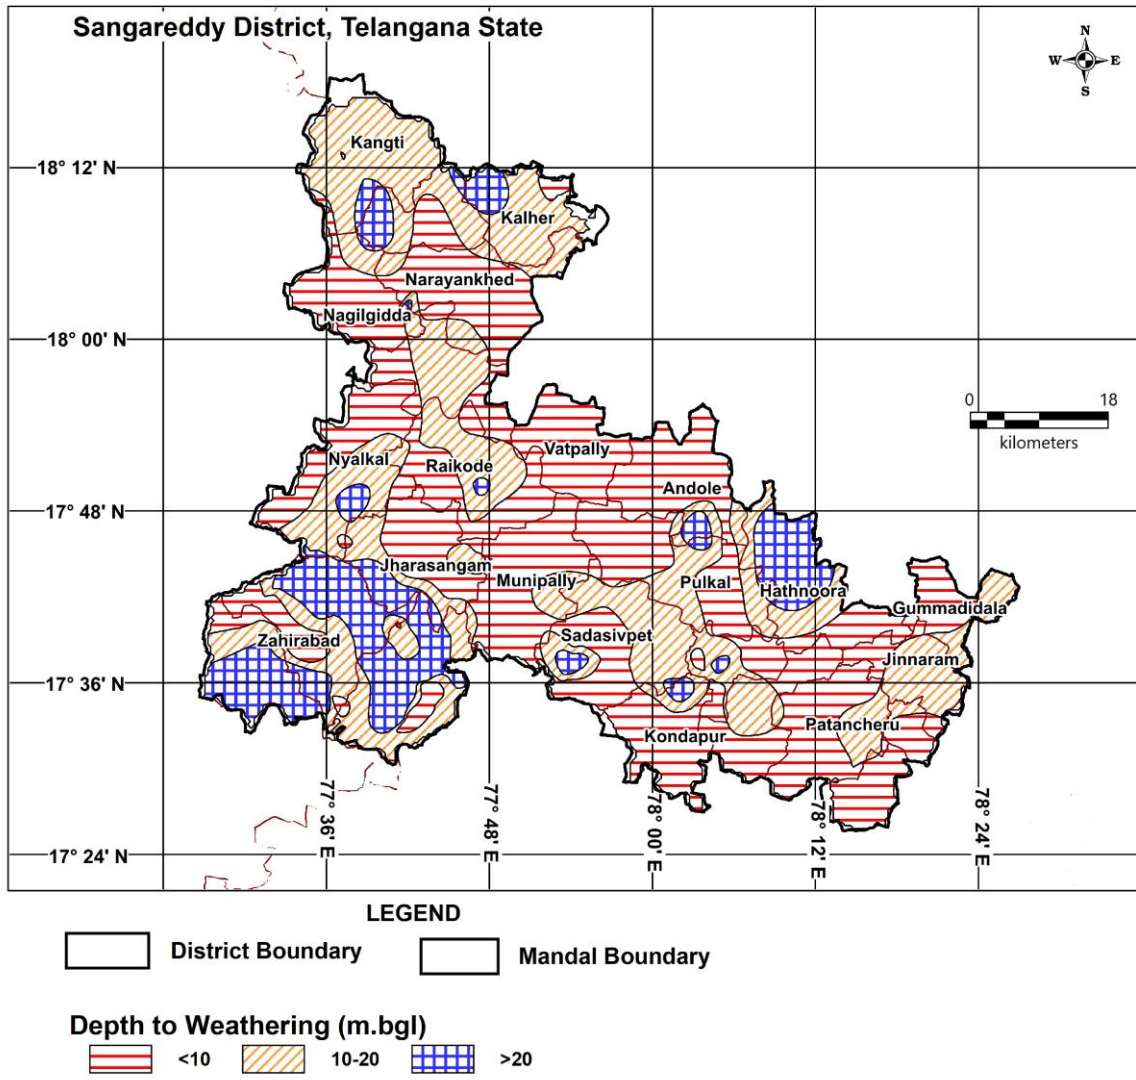 Sangareddy District, Telangana State
N
W E
S
Kangti
18° 12' N
Kalher
Narayankhed
Nagilgidda
18° 00' N
0 18
kilometers
Vatpally
Nyalkal
Raikode
Andole
17° 48' N
Jharasangam
Munipally
Pulkal
Hathnoora
Gummadidala
Zahirabad
Sadasivpet
Jinnaram
17° 36' N
Patancheru
Kondapur
77° 36' E
77° 48' E
78° 00' E
78° 12' E
78° 24' E
17° 24' N
LEGEND
District Boundary
Mandal Boundary
Depth to Weathering (m.bgl)
<10 10-20 >20